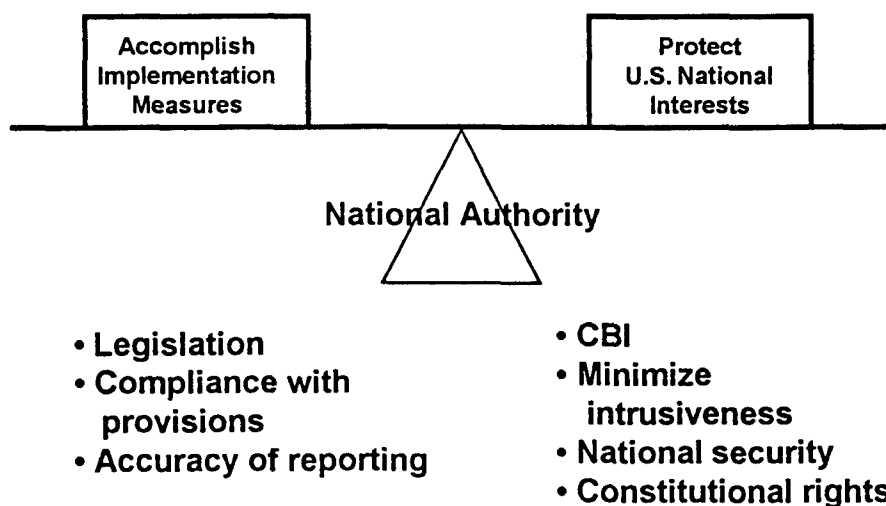 Accomplish
Implementation
Measures
Protect
U.S. National
Interests
National Authority
• Legislation
• Compliance with
provisions
• Accuracy of reporting
• CBI
• Minimize
intrusiveness
• National security
• Constitutional rights